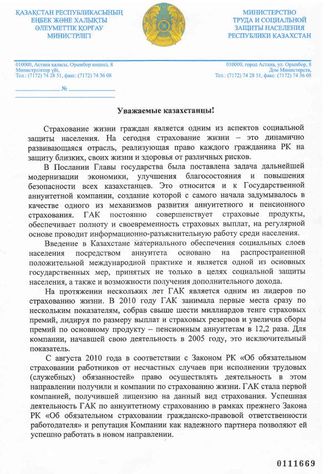 ҚАЗАҚСТАН РЕСПУБЛИКАСЫНЫҢ
ЕҢБЕК ЖӘНЕ ХАЛЫҚТЫ
ӘЛЕУМЕТТІК ҚОРҒАУ
МИНИСТРЛІГІ
МИНИСТЕРСТВО
ТРУДА И СОЦИАЛЬНОЙ
ЗАЩИТЫ НАСЕЛЕНИЯ
РЕСПУБЛИКИ КАЗАХСТАН
010000, Астана қаласы, Орынбор көшесі, 8
Министрліктер үйі,
Тел.: (7172) 74 28 51, факс: (7172) 74 36 08
010000, город Астана, ул. Орынбор, 8
Дом Министерств,
Тел.: (7172) 74 28 51, факс: (7172) 74 36 08
№
Уважаемые казахстанцы!
Страхование жизни граждан является одним из аспектов социальной
защиты населения. На сегодня страхование жизни – это динамично
развивающаяся отрасль, реализующая право каждого гражданина РК на
защиту близких, своих жизни и здоровья от различных рисков.
В Послании Главы государства была поставлена задача дальнейшей
модернизации экономики, улучшения благосостояния и повышения
безопасности всех казахстанцев. Это относится и к Государственной
аннуитетной компании, создание которой с самого начала задумывалось в
качестве одного из механизмов развития аннуитетного и пенсионного
страхования. ГАК постоянно совершенствует страховые продукты,
обеспечивает полноту и своевременность страховых выплат, на регулярной
основе проводит информационно-разъяснительную работу среди населения.
Введение в Казахстане материального обеспечения социальных слоев
населения посредством аннуитета основано на распространенной
положительной международной практике и является одной из основных
государственных мер, принятых не только в целях социальной защиты
населения, а также и возможности получения дополнительного дохода.
На протяжении нескольких лет ГАК является одним из лидеров по
страхованию жизни. В 2010 году ГАК занимала первые места сразу по
нескольким показателям, собрав свыше шести миллиардов тенге страховых
премий, лидируя по размеру выплат и страховых резервов и увеличив сборы
премий по основному продукту – пенсионным аннуитетам в 12,2 раза. Для
компании, начавшей свою деятельность в 2005 году, это исключительный
показатель.
С августа 2010 года в соответствии с Законом РК «Об обязательном
страховании работников от несчастных случаев при исполнении трудовых
(служебных) обязанностей» право осуществлять деятельность в этом
направлении получили и компании по страхованию жизни. ГАК стала первой
компанией, получившей лицензию на данный вид страхования. Успешная
деятельность ГАК по аннуитетному страхованию в рамках прежнего Закона
РК «Об обязательном страховании гражданско-правовой ответственности
работодателя» и репутация Компании как надежного партнера позволяют ей
успешно работать в новом направлении.
0111669